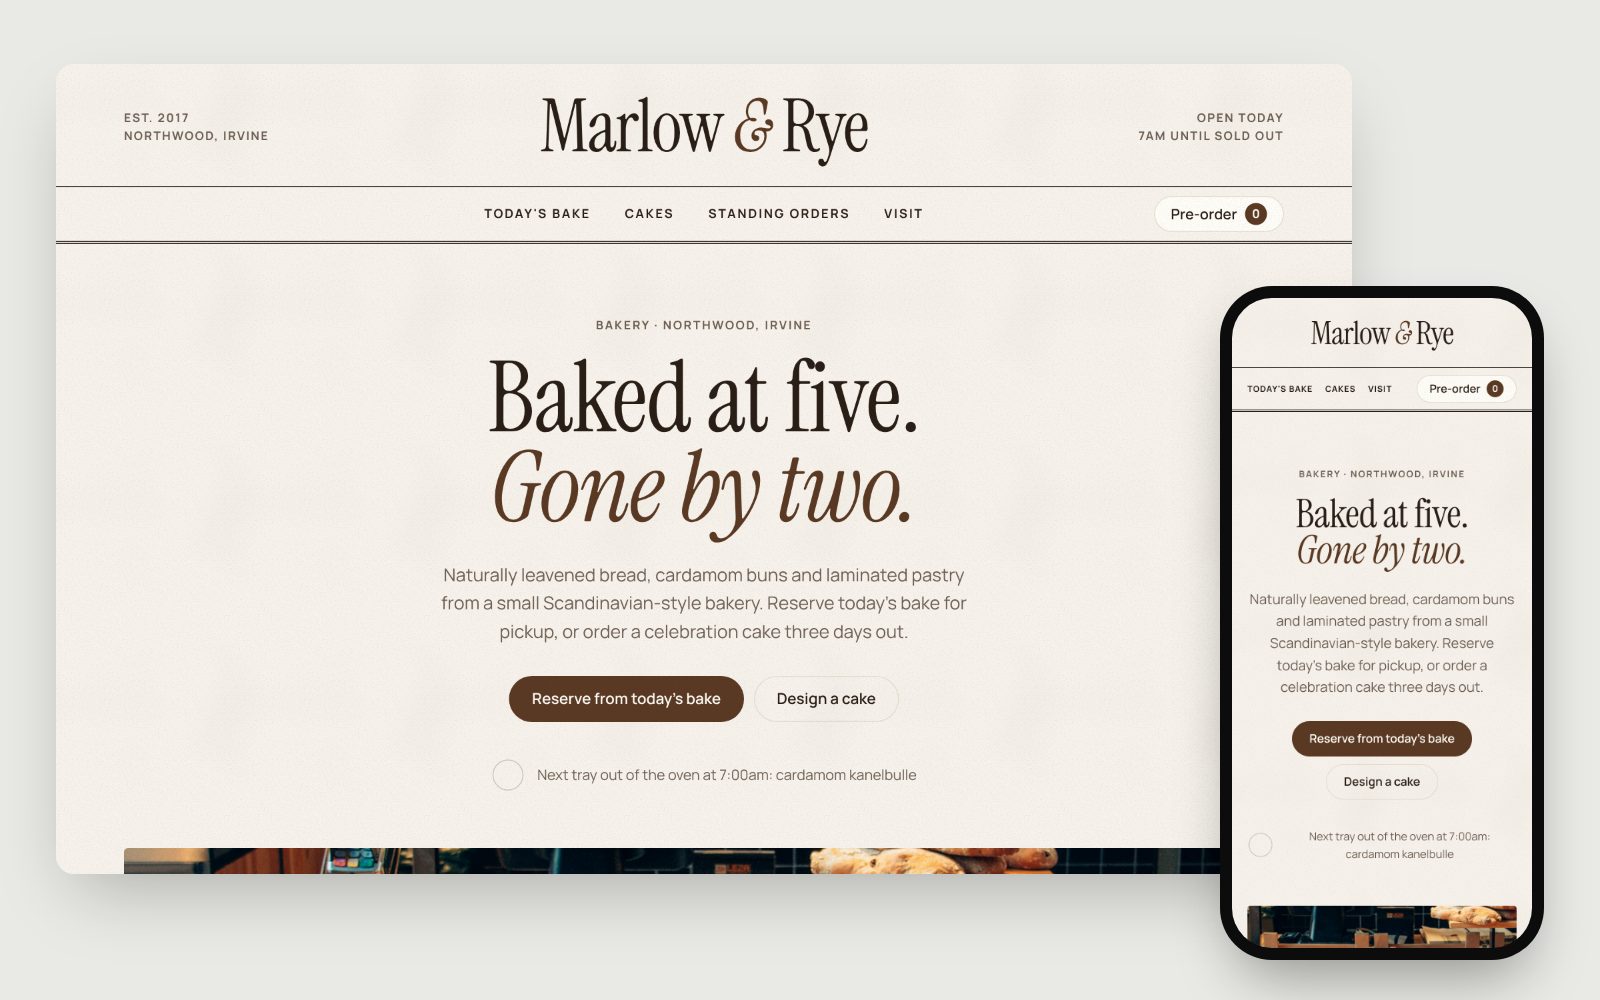 EST. 2017
NORTHWOOD, IRVINE
Marlow & Rye
OPEN TODAY
7AM UNTIL SOLD OUT
TODAY'S BAKE CAKES STANDING ORDERS VISIT Pre-order 0
BAKERY · NORTHWOOD, IRVINE
Baked at five.
Gone by two.
Naturally leavened bread, cardamom buns and laminated pastry
from a small Scandinavian-style bakery. Reserve today's bake for
pickup, or order a celebration cake three days out.
Reserve from today's bake Design a cake
Next tray out of the oven at 7:00am: cardamom kanelbulle
Marlow & Rye
TODAY'S BAKE CAKES VISIT Pre-order 0
BAKERY · NORTHWOOD, IRVINE
Baked at five.
Gone by two.
Naturally leavened bread, cardamom buns
and laminated pastry from a small
Scandinavian-style bakery. Reserve
today's bake for pickup, or order a
celebration cake three days out.
Reserve from today's bake
Design a cake
Next tray out of the oven at 7:00am:
cardamom kanelbulle